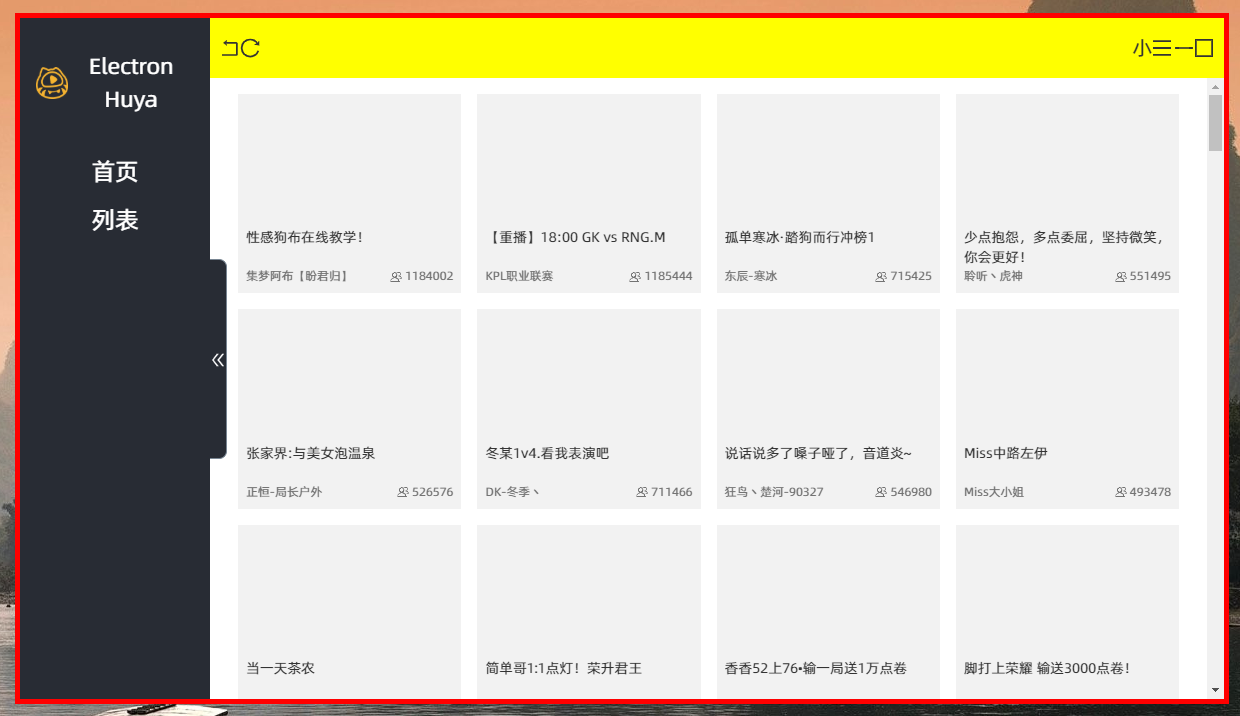 Electron
Huya
小三一口
首页
列表
性感狗布在线教学!
集梦阿布【盼君归】 1184002
【重播】18:00 GK vs RNG.M
KPL职业联赛 1185444
孤单寒冰·踏狗而行冲榜1
东辰-寒冰 715425
少点抱怨，多点委屈，坚持微笑，
你会更好!
聆听丶虎神 551495
张家界:与美女泡温泉
正恒-局长户外 526576
冬某1v4.看我表演吧
DK-冬季丶 711466
说话说多了嗓子哑了，音道炎~
狂鸟丶楚河-90327 546980
Miss中路左伊
Miss大小姐 493478
当一天茶农
简单哥1:1点灯！荣升君王
香香52上76•输一局送1万点卷
脚打上荣耀 输送3000点卷!